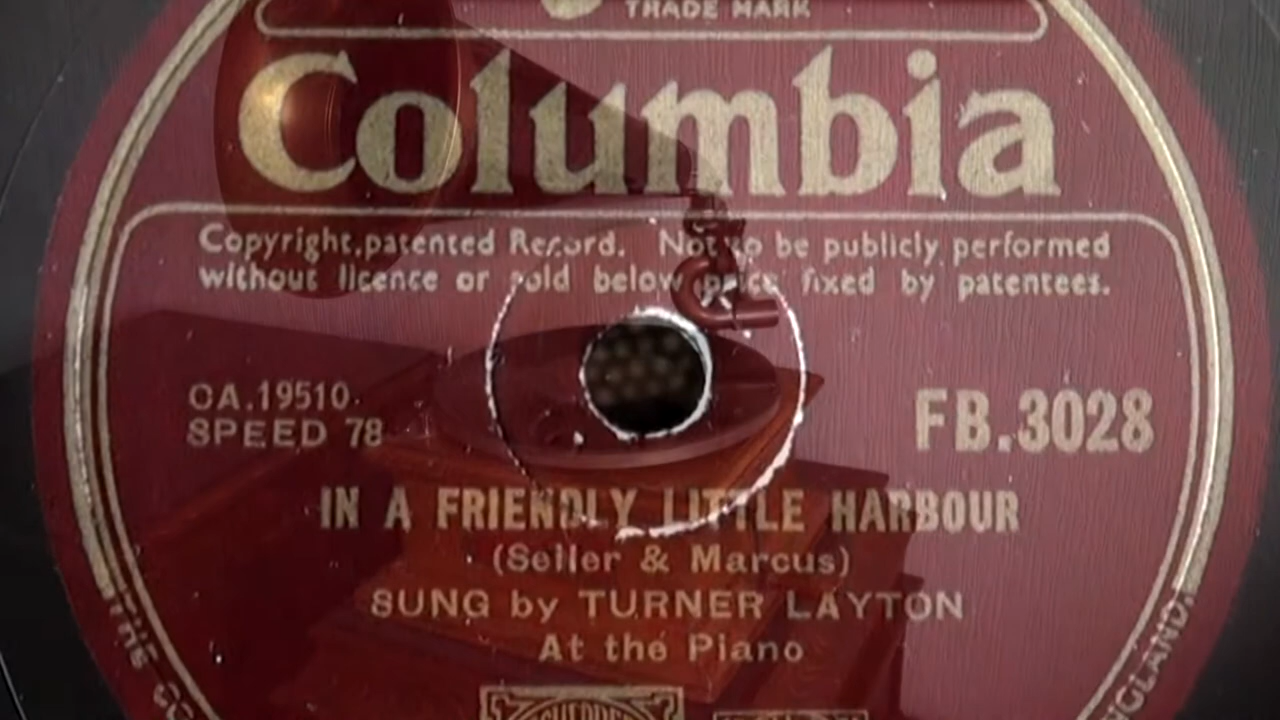 TRADE MARK
Columbia
Copyright, patented Record. Not to be publicly performed
without licence or sold below price fixed by patentees.
CA.19510.
SPEED 78
FB.3028
IN A FRIENDLY LITTLE HARBOUR
(Seller & Marcus)
SUNG by TURNER LAYTON
At the Piano
THE